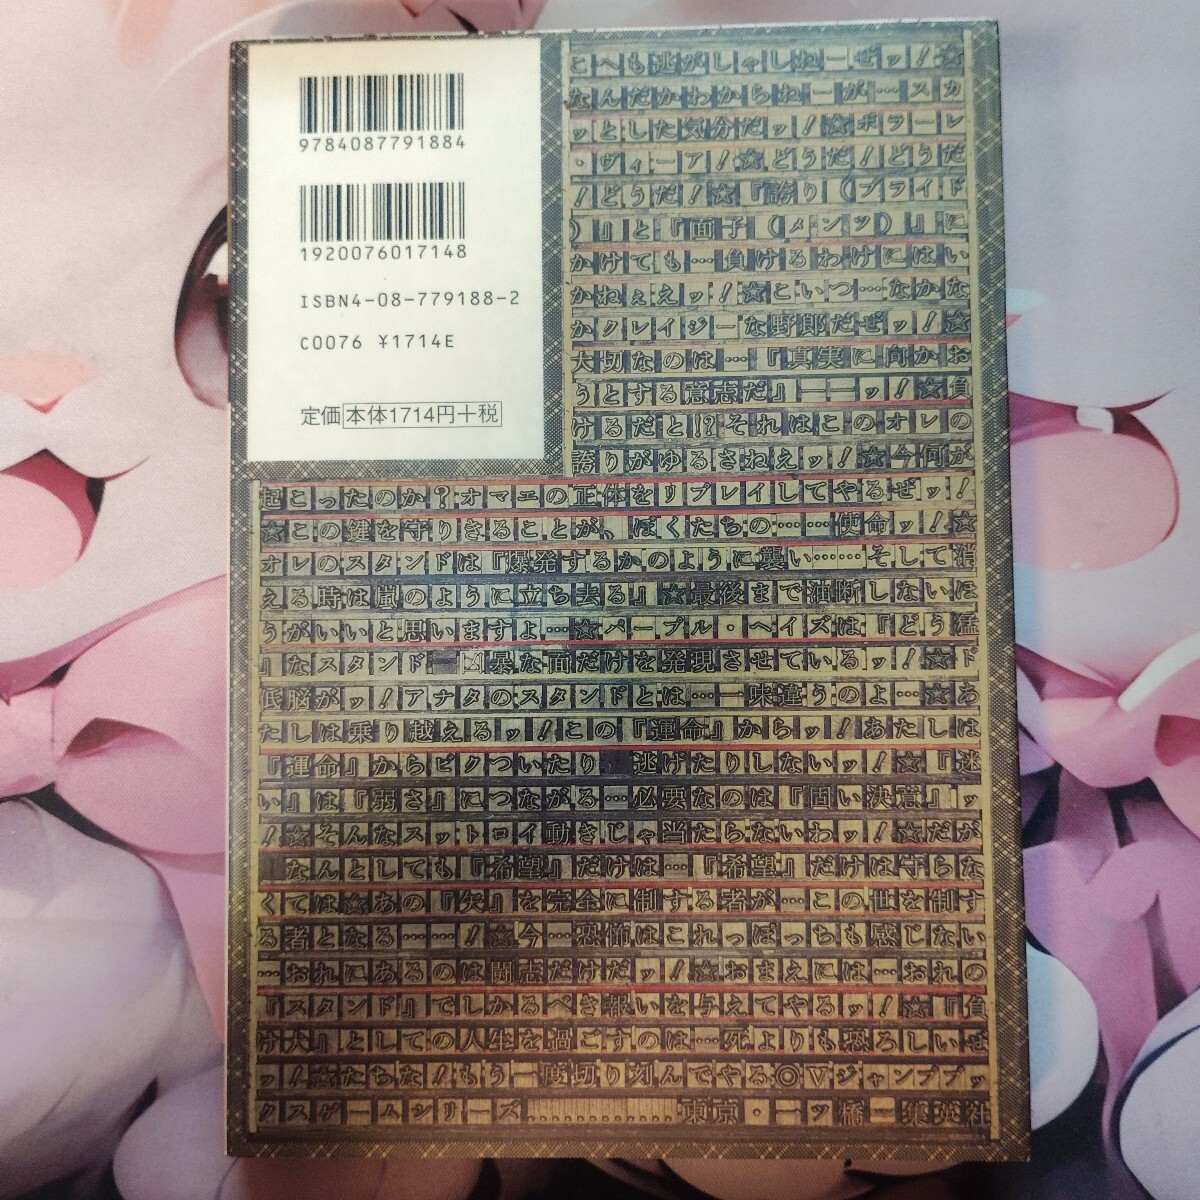 9784087791884
1920076017148
ISBN4-08-779188-2
C0076 ¥1714E
定価 本体1714円+税
こへも逃がしゃしねーぜッ!☆
なんだかわからねーが…スカ
ッとした気分だッ!☆ボラーレ
・ヴィーア!☆どうだ!どうだ
!どうだ!☆『誇り(プライド
)』と『面子(メンツ)』に
かけても…負けるわけにはい
かねぇえッ!☆こいつ…なかな
かクレイジーな野郎だぜッ!☆
大切なのは…『真実に向かお
うとする意志だ』――ッ!☆負
けるだと!?それはこのオレの
誇りがゆるさねえッ!☆今何が
起こったのか?オマエの正体をリプレイしてやるぜッ!
☆この鍵を守りきることが、ぼくたちの……使命ッ!☆
オレのスタンドは『爆発するかのように襲い……そして消
える時は嵐のように立ち去る』☆最後まで油断しないほ
うがいいと思いますよ…☆パープル・ヘイズは『どう猛
』なスタンド―凶暴な面だけを発現させているッ!☆ド
低脳がッ!アナタのスタンドとは…一味違うのよ…☆あ
たしは乗り越えるッ!この『運命』からッ!あたしは
『運命』からビクついたり 逃げたりしないッ!☆『迷
い』は『弱さ』につながる…必要なのは『固い決意』ッ
!☆そんなスットロイ動きじゃ当たらないわッ!☆だが
なんとしても『希望』だけは…『希望』だけは守らな
くては☆あの『矢』を完全に制する者が…この世を制す
る者となる……!☆今…恐怖はこれっぽっちも感じない
…おれにあるのは闘志だけだッ!☆おまえには…おれの
『スタンド』でしかるべき報いを与えてやるッ!☆『負
け犬』としての人生を過ごすのは…死よりも恐ろしいぜ
ッ!☆たちな!もう一度切り刻んでやる◎Vジャンプブッ
クスゲームシリーズ…………東京・一ッ橋―集英社